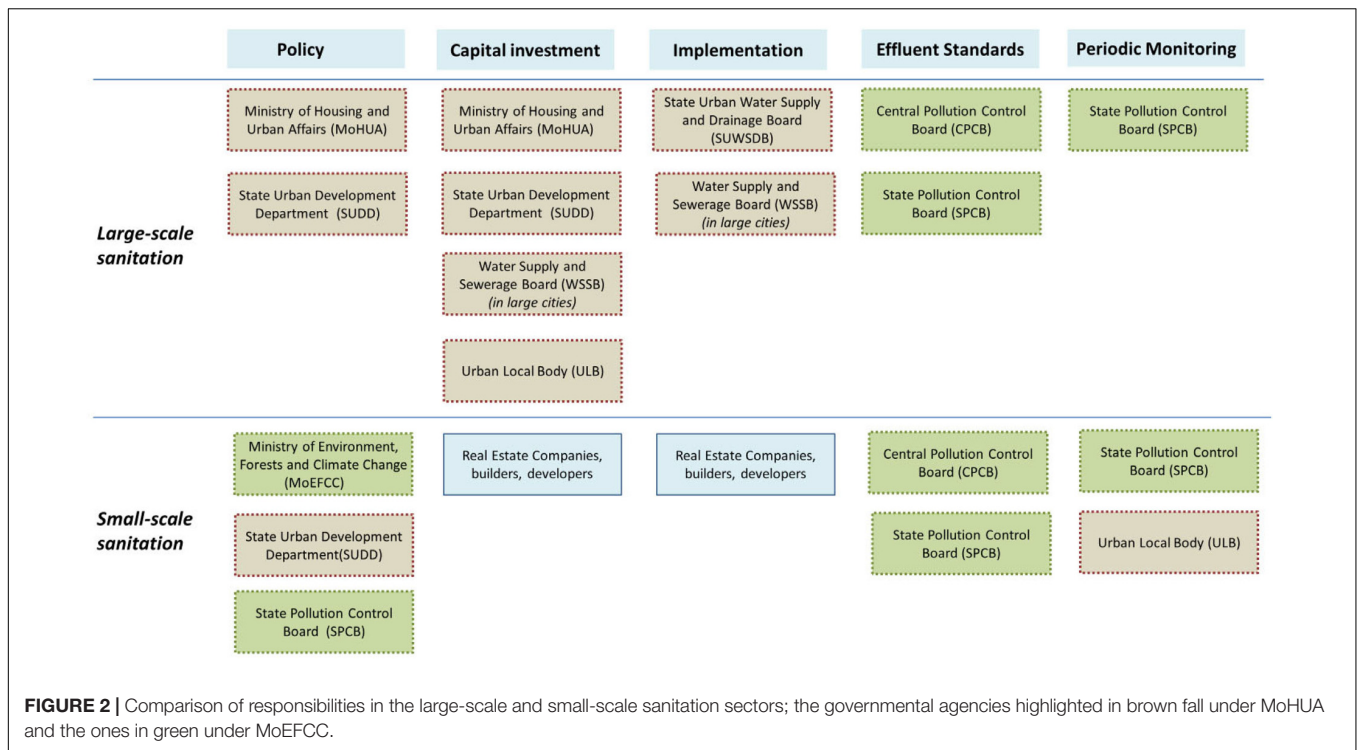 Policy
Capital investment
Implementation
Effluent Standards
Periodic Monitoring
Large-scale
sanitation
Ministry of Housing and
Urban Affairs (MoHUA)
State Urban Development
Department (SUDD)
Ministry of Housing and
Urban Affairs (MoHUA)
State Urban Development
Department (SUDD)
Water Supply and
Sewerage Board (WSSB)
(in large cities)
Urban Local Body (ULB)
State Urban Water Supply
and Drainage Board
(SUWSDB)
Water Supply and
Sewerage Board (WSSB)
(in large cities)
Central Pollution Control
Board (CPCB)
State Pollution Control
Board (SPCB)
State Pollution Control
Board (SPCB)
Small-scale
sanitation
Ministry of Environment,
Forests and Climate Change
(MoEFCC)
State Urban Development
Department(SUDD)
State Pollution Control
Board (SPCB)
Real Estate Companies,
builders, developers
Real Estate Companies,
builders, developers
Central Pollution Control
Board (CPCB)
State Pollution Control
Board (SPCB)
State Pollution Control
Board (SPCB)
Urban Local Body (ULB)
FIGURE 2 | Comparison of responsibilities in the large-scale and small-scale sanitation sectors; the governmental agencies highlighted in brown fall under MoHUA
and the ones in green under MoEFCC.